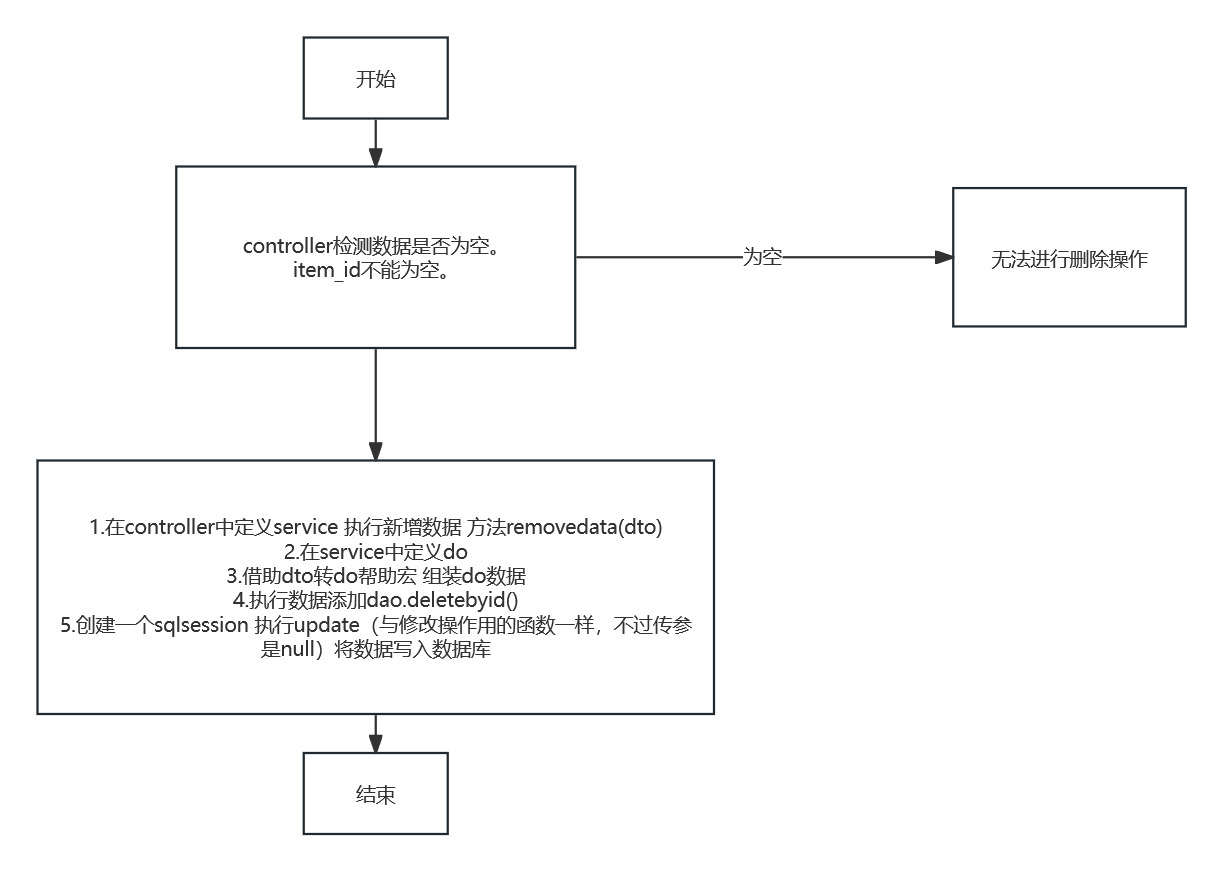 开始
controller检测数据是否为空。
item_id不能为空。
为空
无法进行删除操作
1.在controller中定义service 执行新增数据 方法removedata(dto)
2.在service中定义do
3.借助dto转do帮助宏 组装do数据
4.执行数据添加dao.deletebyid()
5.创建一个sqlsession 执行update（与修改操作用的函数一样，不过传参
是null）将数据写入数据库
结束